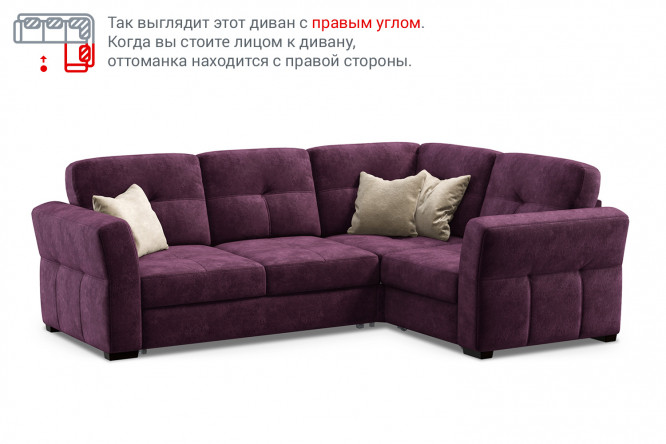 Так выглядит этот диван с правым углом.
Когда вы стоите лицом к дивану,
оттоманка находится с правой стороны.